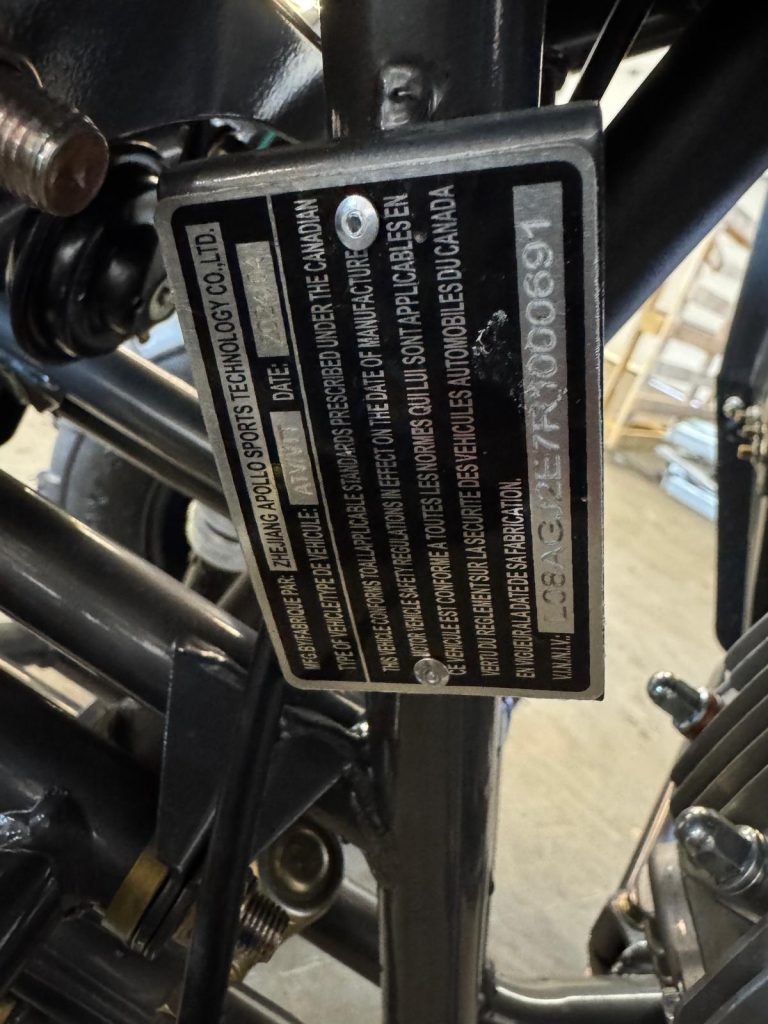 MFG.BY/FABRIQUE PAR: ZHEJIANG APOLLO SPORTS TECHNOLOGY CO.,LTD.
TYPE OF VEHICLE/TYPE DE VEHICULE: ATV/VTT DATE:
THIS VEHICLE CONFORMS TO ALL APPLICABLE STANDARDS PRESCRIBED UNDER THE CANADIAN
MOTOR VEHICLE SAFETY REGULATIONS IN EFFECT ON THE DATE OF MANUFACTURE
CE VEHICULE EST CONFORME A TOUTES LES NORMES QUI LUI SONT APPLICABLES EN
VERTU DU REGLEMENT SUR LA SECURITE DES VEHICULES AUTOMOBILES DU CANADA
EN VIGUEUR A LA DATE DE SA FABRICATION.
V.I.N./N.I.V.: L08AGJ2E7R1000691